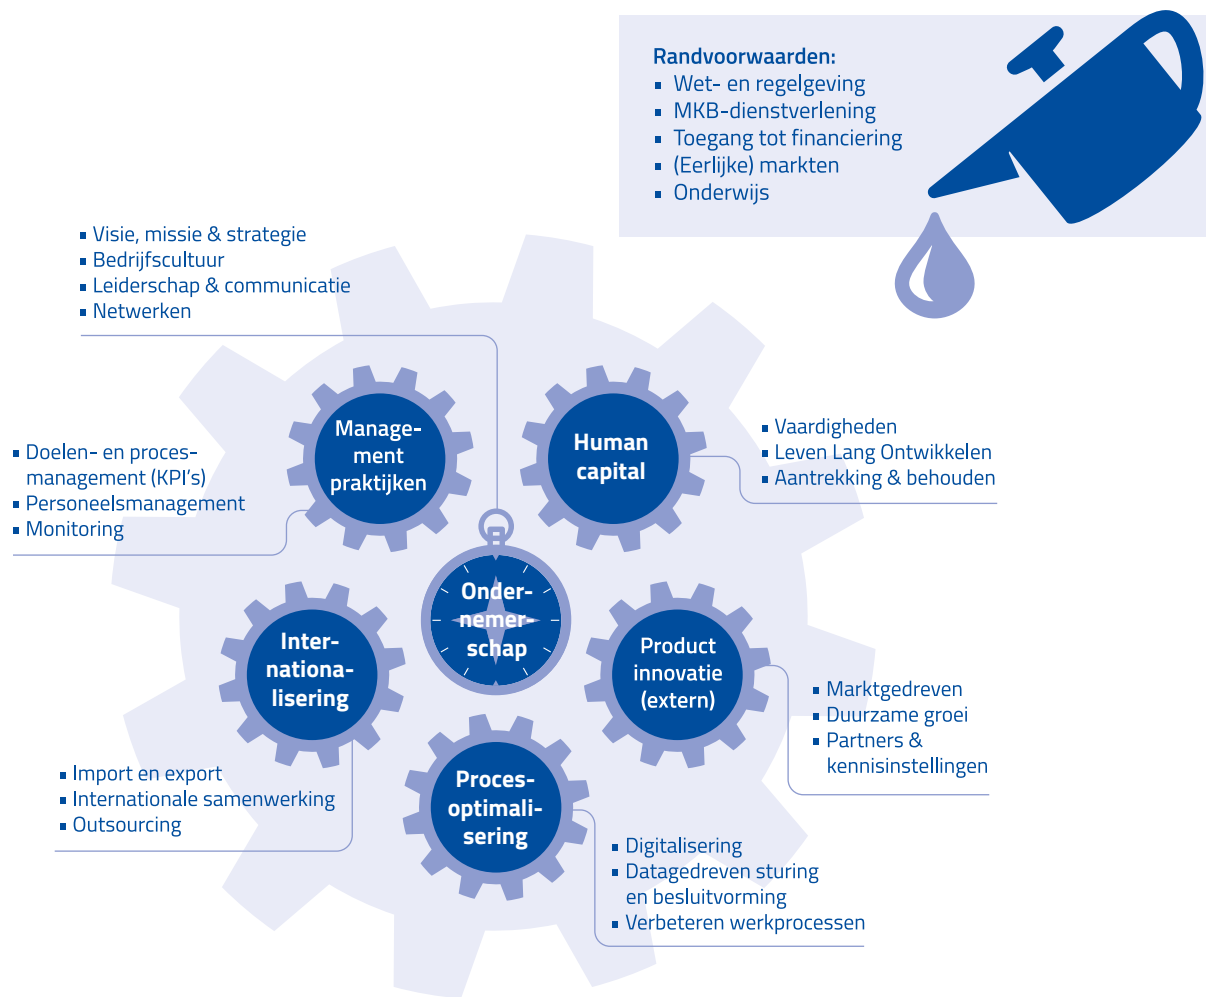 Randvoorwaarden:
▪ Wet- en regelgeving
▪ MKB-dienstverlening
▪ Toegang tot financiering
▪ (Eerlijke) markten
▪ Onderwijs
▪ Visie, missie & strategie
▪ Bedrijfscultuur
▪ Leiderschap & communicatie
▪ Netwerken
Manage-
ment
praktijken
▪ Doelen- en proces-
management (KPI's)
▪ Personeelsmanagement
▪ Monitoring
Human
capital
▪ Vaardigheden
▪ Leven Lang Ontwikkelen
▪ Aantrekking & behouden
Onder-
nemer-
schap
Inter-
nationa-
lisering
▪ Import en export
▪ Internationale samenwerking
▪ Outsourcing
Product
innovatie
(extern)
▪ Marktgedreven
▪ Duurzame groei
▪ Partners &
kennisinstellingen
Proces-
optimali-
sering
▪ Digitalisering
▪ Datagedreven sturing
en besluitvorming
▪ Verbeteren werkprocessen